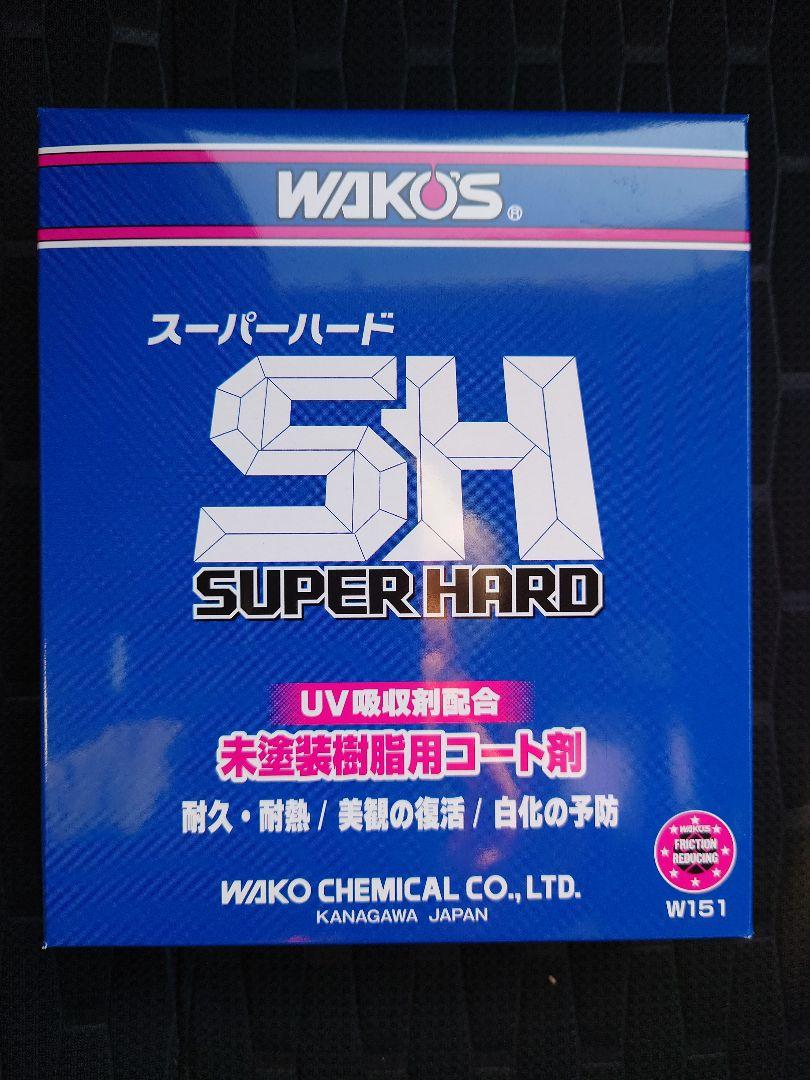 WAKO'S®
スーパーハード
SH
SUPER HARD
UV吸収剤配合
未塗装樹脂用コート剤
耐久・耐熱 / 美観の復活 / 白化の予防
WAKO'S
FRICTION
REDUCING
WAKO CHEMICAL CO., LTD.
KANAGAWA JAPAN
W151